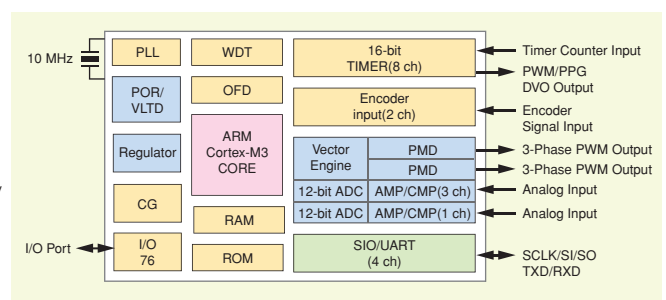 10 MHz
PLL
WDT
16-bit
TIMER(8 ch)
Timer Counter Input
PWM/PPG
DVO Output
POR/
VLTD
OFD
Encoder
input(2 ch)
Encoder
Signal Input
Regulator
ARM
Cortex-M3
CORE
Vector
Engine
PMD
3-Phase PWM Output
PMD
3-Phase PWM Output
12-bit ADC
AMP/CMP(3 ch)
Analog Input
12-bit ADC
AMP/CMP(1 ch)
Analog Input
CG
RAM
I/O Port
I/O
76
ROM
SIO/UART
(4 ch)
SCLK/SI/SO
TXD/RXD